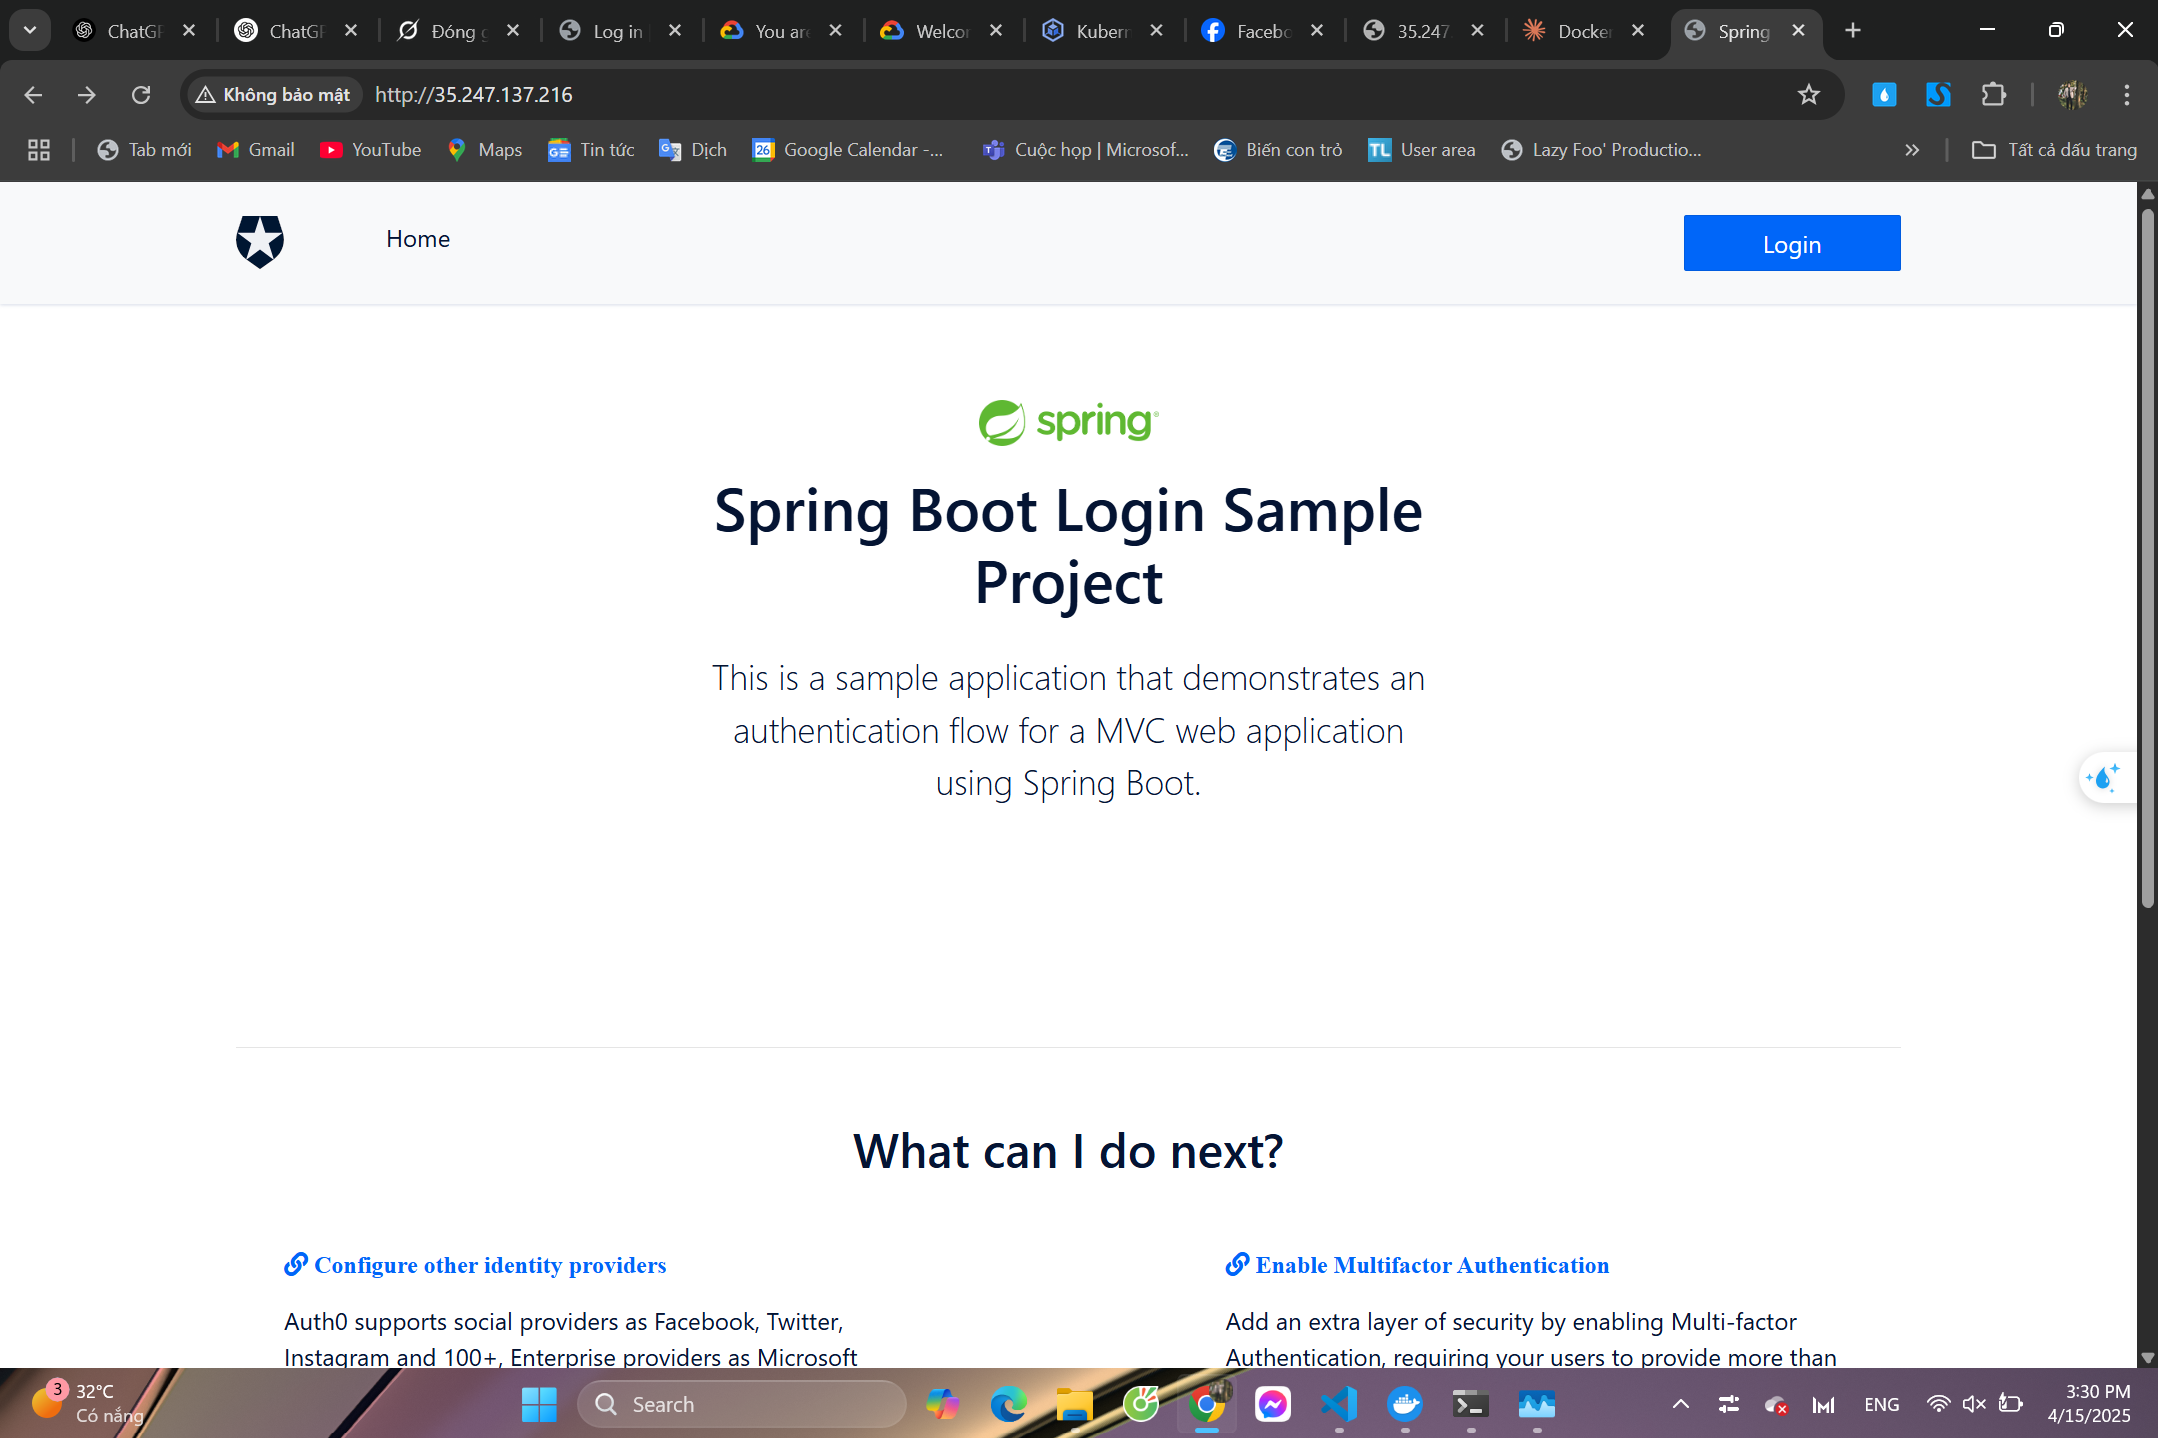 ChatGP
ChatGP
Đóng g
Log in
You are
Welcor
Kubern
Facebo
35.247
Docker
Spring
Không bảo mật
http://35.247.137.216
Tab mới
Gmail
YouTube
Maps
Tin tức
Dịch
26
Google Calendar -...
Cuộc họp | Microsof...
Biến con trỏ
TL
User area
Lazy Foo' Productio...
Tất cả dấu trang
Home
Login
spring
Spring Boot Login Sample
Project
This is a sample application that demonstrates an
authentication flow for a MVC web application
using Spring Boot.
What can I do next?
Configure other identity providers
Auth0 supports social providers as Facebook, Twitter,
Instagram and 100+, Enterprise providers as Microsoft
Enable Multifactor Authentication
Add an extra layer of security by enabling Multi-factor
Authentication, requiring your users to provide more than
3
32°C
Có nắng
Search
ENG
3:30 PM
4/15/2025